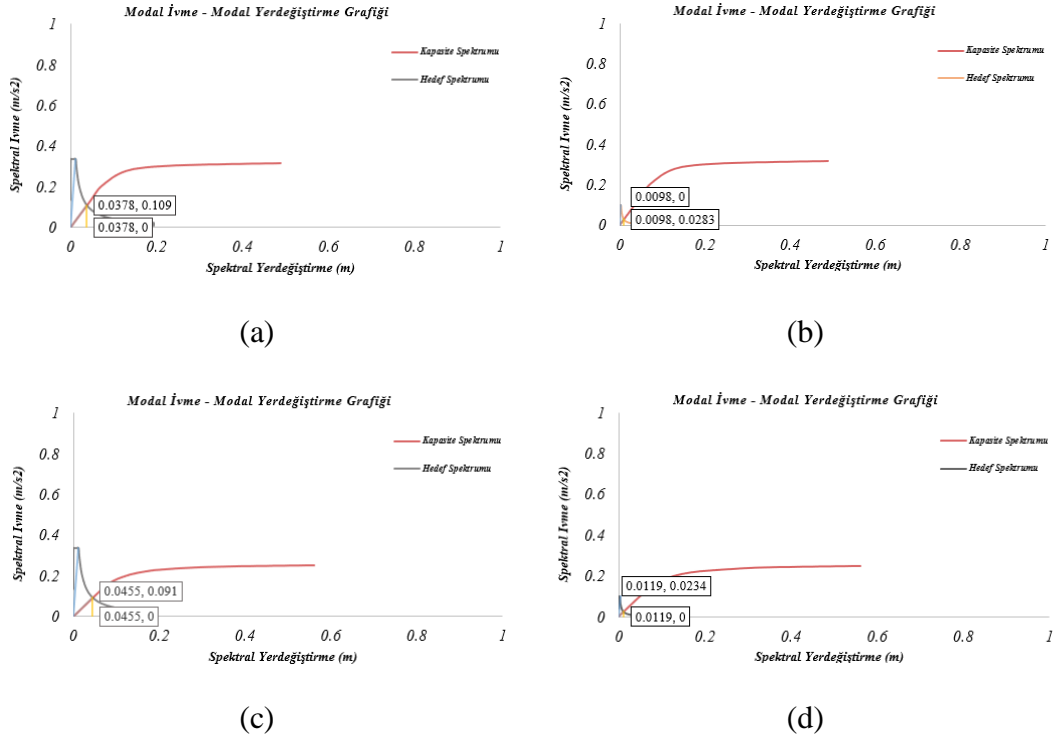 Modal İvme - Modal Yerdeğiştirme Grafiği
1
0.8
0.6
0.4
0.2
0
Spektral İvme (m/s2)
Kapasite Spektrumu
Hedef Spektrumu
0.0378, 0.109
0.0378, 0
0
0.2
0.4
0.6
0.8
1
Spektral Yerdeğiştirme (m)
(a)
Modal İvme - Modal Yerdeğiştirme Grafiği
1
0.8
0.6
0.4
0.2
0
Spektral İvme (m/s2)
Kapasite Spektrumu
Hedef Spektrumu
0.0098, 0
0.0098, 0.0283
0
0.2
0.4
0.6
0.8
1
Spektral Yerdeğiştirme (m)
(b)
Modal İvme - Modal Yerdeğiştirme Grafiği
1
0.8
0.6
0.4
0.2
0
Spektral İvme (m/s2)
Kapasite Spektrumu
Hedef Spektrumu
0.0455, 0.091
0.0455, 0
0
0.2
0.4
0.6
0.8
1
Spektral Yerdeğiştirme (m)
(c)
Modal İvme - Modal Yerdeğiştirme Grafiği
1
0.8
0.6
0.4
0.2
0
Spektral İvme (m/s2)
Kapasite Spektrumu
Hedef Spektrumu
0.0119, 0.0234
0.0119, 0
0
0.2
0.4
0.6
0.8
1
Spektral Yerdeğiştirme (m)
(d)